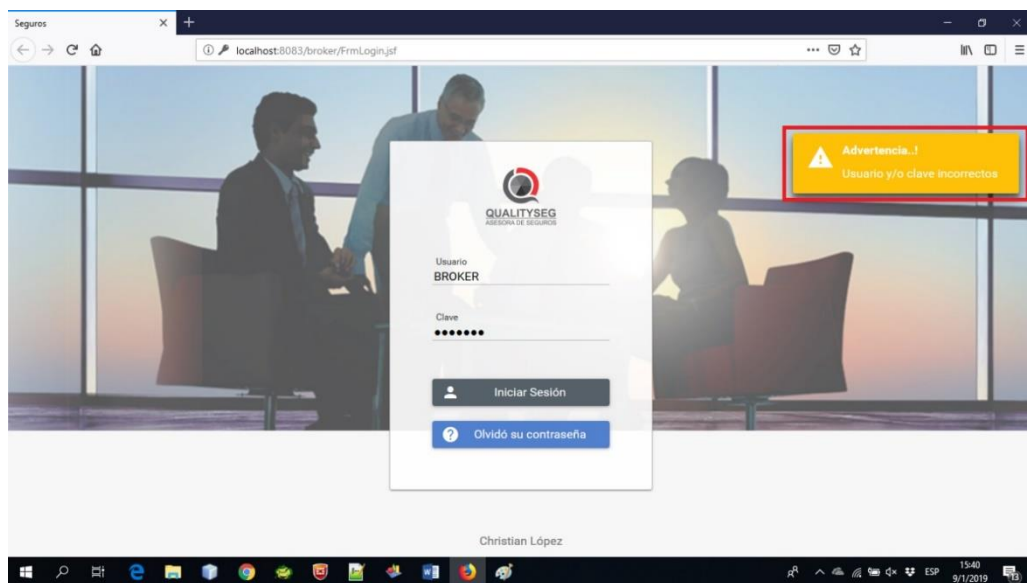 Seguros
localhost:8083/broker/FrmLogin.jsf
Advertencia..!
Usuario y/o clave incorrectos
QUALITYSEG
ASESORA DE SEGUROS
Usuario
BROKER
Clave
Iniciar Sesión
Olvidó su contraseña
Christian López
ESP
15:40
9/1/2019